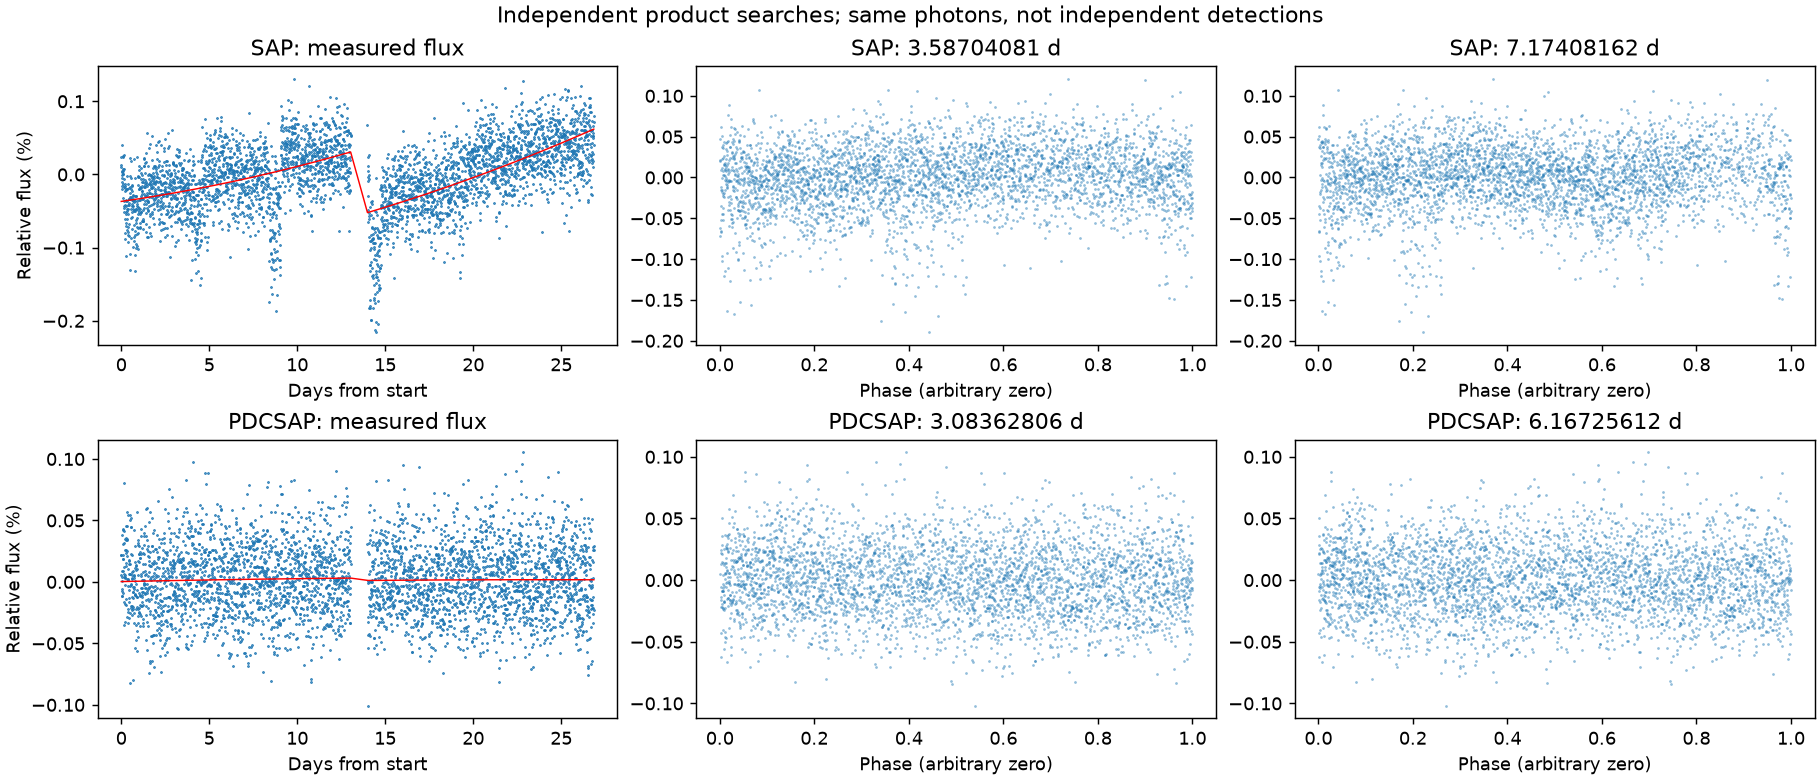 Independent product searches; same photons, not independent detections
SAP: measured flux
Relative flux (%)
0.1
0.0
−0.1
−0.2
0 5 10 15 20 25
Days from start
SAP: 3.58704081 d
0.10
0.05
0.00
−0.05
−0.10
−0.15
−0.20
0.0 0.2 0.4 0.6 0.8 1.0
Phase (arbitrary zero)
SAP: 7.17408162 d
0.10
0.05
0.00
−0.05
−0.10
−0.15
−0.20
0.0 0.2 0.4 0.6 0.8 1.0
Phase (arbitrary zero)
PDCSAP: measured flux
Relative flux (%)
0.10
0.05
0.00
−0.05
−0.10
0 5 10 15 20 25
Days from start
PDCSAP: 3.08362806 d
0.10
0.05
0.00
−0.05
−0.10
0.0 0.2 0.4 0.6 0.8 1.0
Phase (arbitrary zero)
PDCSAP: 6.16725612 d
0.10
0.05
0.00
−0.05
−0.10
0.0 0.2 0.4 0.6 0.8 1.0
Phase (arbitrary zero)